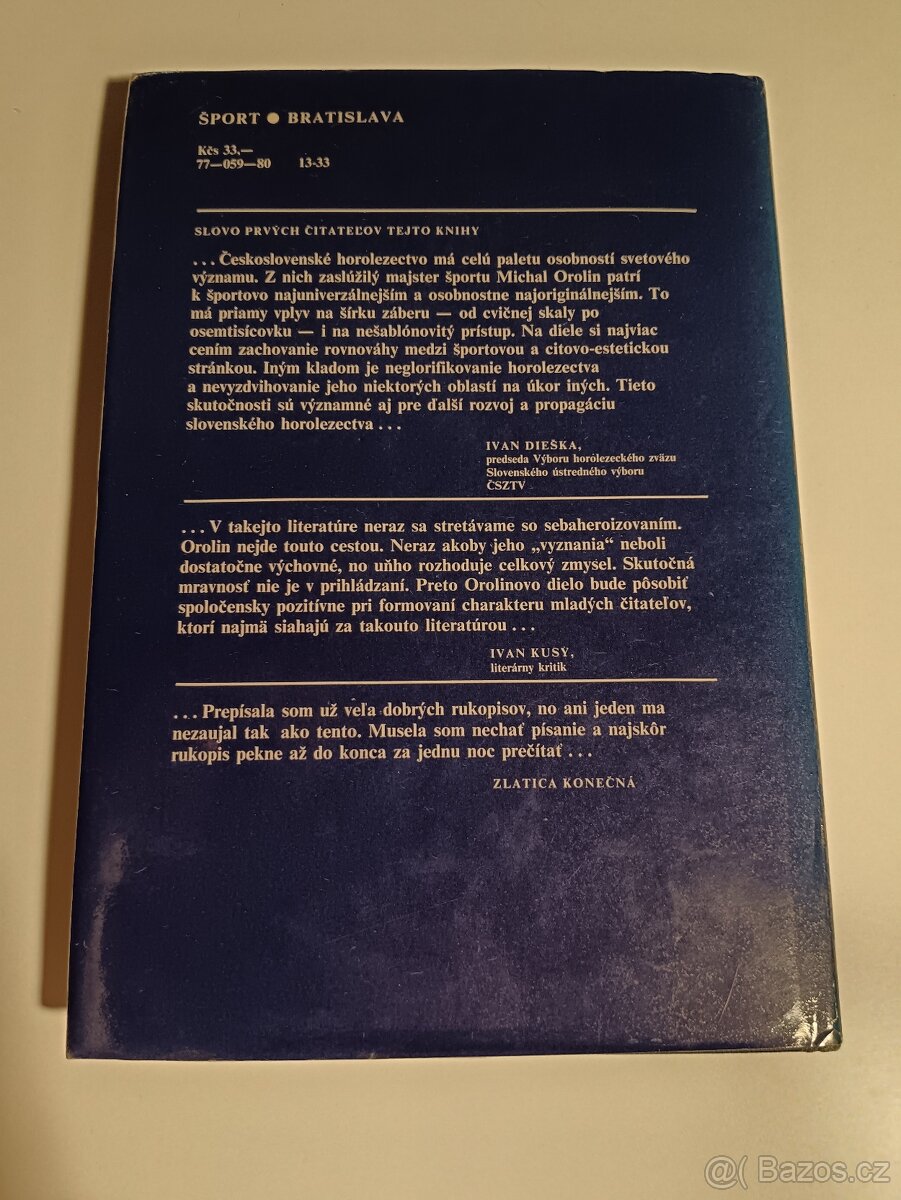 ŠPORT ● BRATISLAVA
Kčs 33,—
77—059—80 13-33
SLOVO PRVÝCH ČITATEĽOV TEJTO KNIHY
... Československé horolezectvo má celú paletu osobností svetového
významu. Z nich zaslúžilý majster športu Michal Orolin patrí
k športovo najuniverzálnejším a osobnostne najoriginálnejším. To
má priamy vplyv na šírku záberu — od cvičnej skaly po
osemtisícovku — i na nešablónovitý prístup. Na diele si najviac
cením zachovanie rovnováhy medzi športovou a citovo-estetickou
stránkou. Iným kladom je neglorifikovanie horolezectva
a nevyzdvihovanie jeho niektorých oblastí na úkor iných. Tieto
skutočnosti sú významné aj pre ďalší rozvoj a propagáciu
slovenského horolezectva ...
IVAN DIEŠKA,
predseda Výboru horolezeckého zväzu
Slovenského ústredného výboru
ČSZTV
... V takejto literatúre neraz sa stretávame so sebaheroizovaním.
Orolin nejde touto cestou. Neraz akoby jeho „vyznania“ neboli
dostatočne výchovné, no uňho rozhoduje celkový zmysel. Skutočná
mravnosť nie je v prihládzaní. Preto Orolinovo dielo bude pôsobiť
spoločensky pozitívne pri formovaní charakteru mladých čitateľov,
ktorí najmä siahajú za takouto literatúrou ...
IVAN KUSÝ,
literárny kritik
... Prepísala som už veľa dobrých rukopisov, no ani jeden ma
nezaujal tak ako tento. Musela som nechať písanie a najskôr
rukopis pekne až do konca za jednu noc prečítať ...
ZLATICA KONEČNÁ
@( Bazos.cz